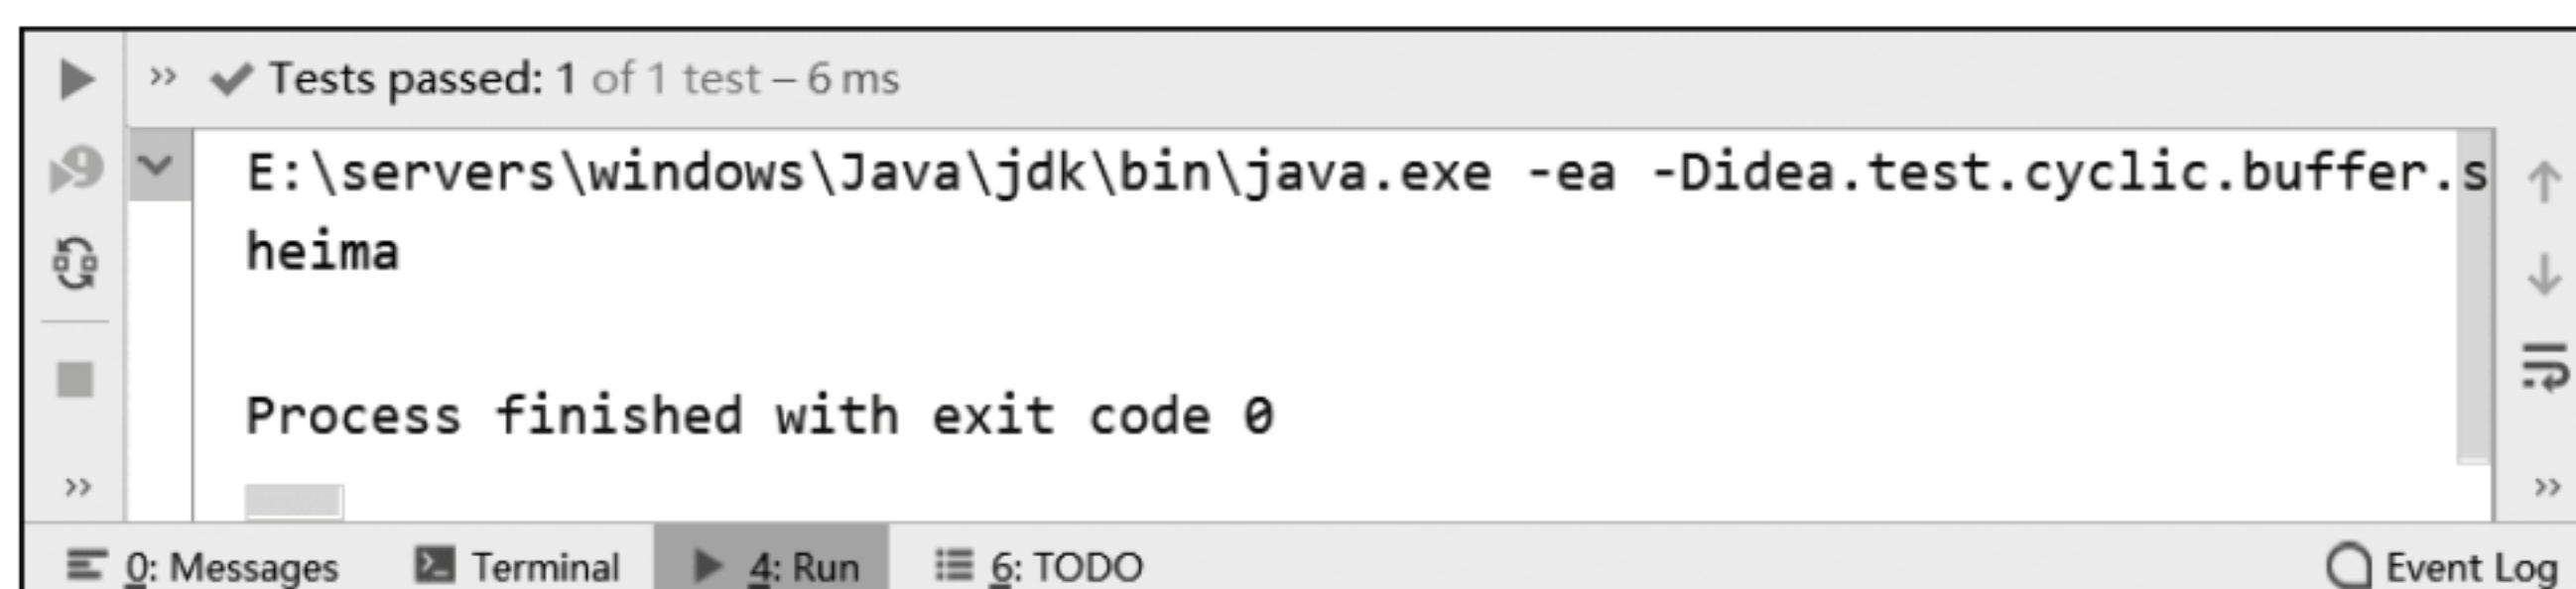 Tests passed: 1 of 1 test – 6 ms
E:\servers\windows\Java\jdk\bin\java.exe -ea -Didea.test.cyclic.buffer.s
heima
Process finished with exit code 0
0: Messages Terminal 4: Run 6: TODO Event Log